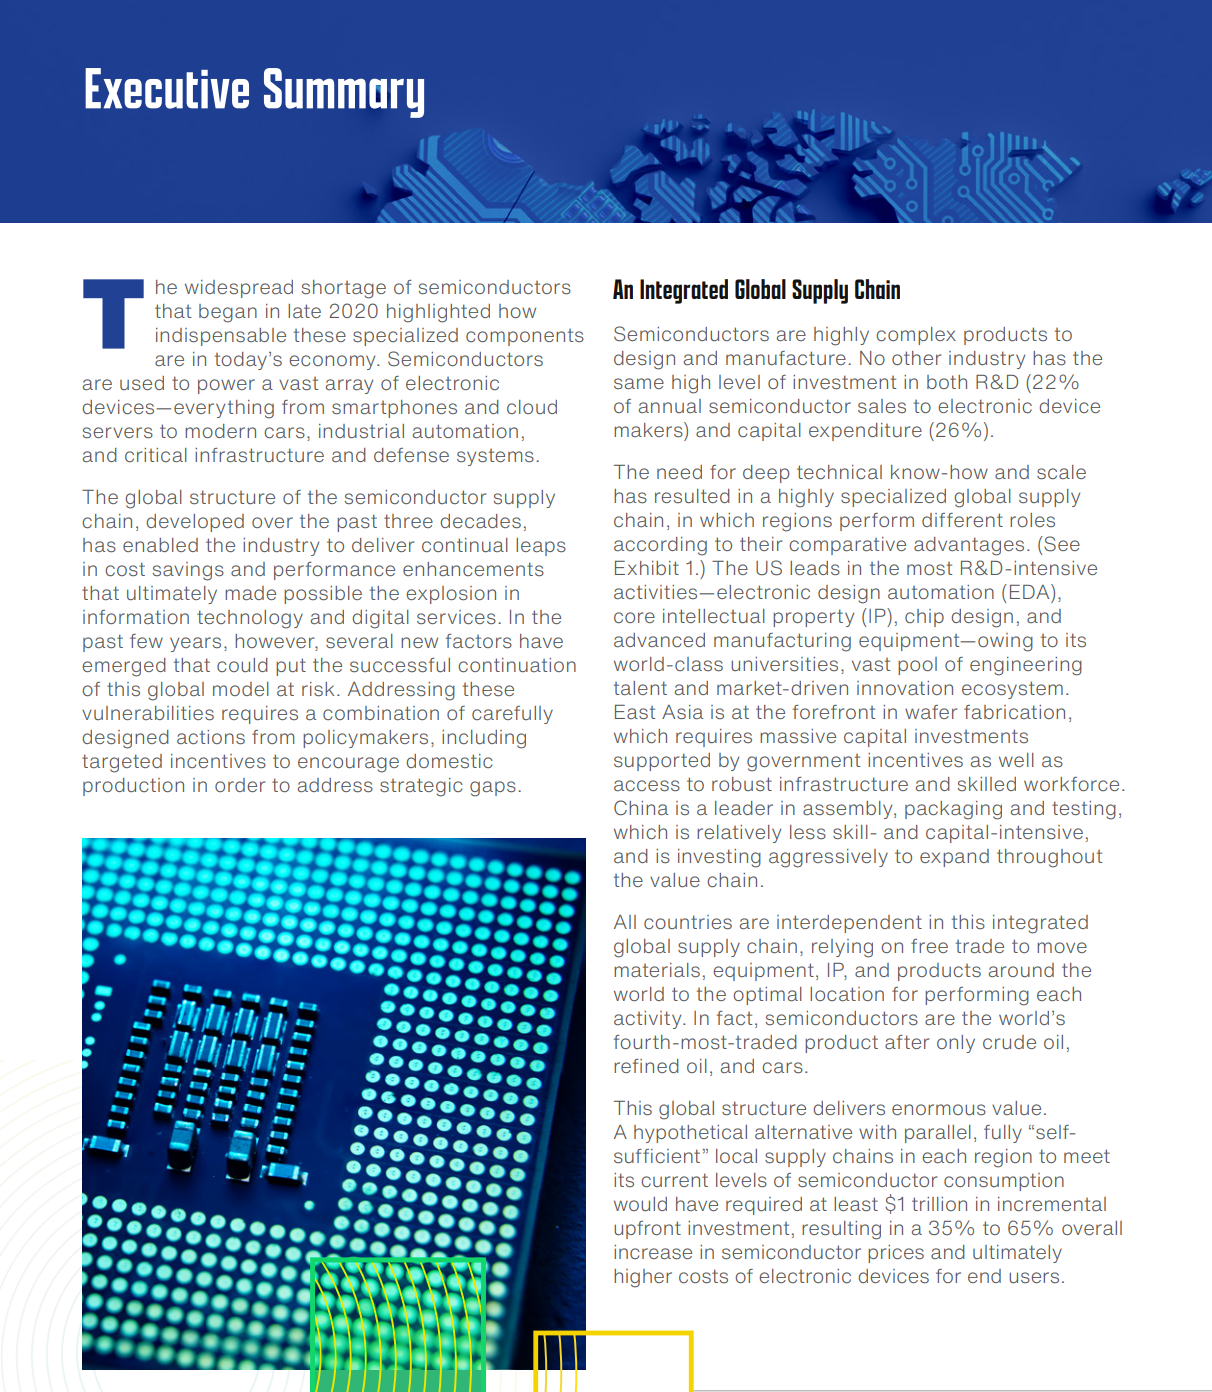 Executive Summary
The widespread shortage of semiconductors
that began in late 2020 highlighted how
indispensable these specialized components
are in today's economy. Semiconductors
are used to power a vast array of electronic
devices—everything from smartphones and cloud
servers to modern cars, industrial automation,
and critical infrastructure and defense systems.
The global structure of the semiconductor supply
chain, developed over the past three decades,
has enabled the industry to deliver continual leaps
in cost savings and performance enhancements
that ultimately made possible the explosion in
information technology and digital services. In the
past few years, however, several new factors have
emerged that could put the successful continuation
of this global model at risk. Addressing these
vulnerabilities requires a combination of carefully
designed actions from policymakers, including
targeted incentives to encourage domestic
production in order to address strategic gaps.
An Integrated Global Supply Chain
Semiconductors are highly complex products to
design and manufacture. No other industry has the
same high level of investment in both R&D (22%
of annual semiconductor sales to electronic device
makers) and capital expenditure (26%).
The need for deep technical know-how and scale
has resulted in a highly specialized global supply
chain, in which regions perform different roles
according to their comparative advantages. (See
Exhibit 1.) The US leads in the most R&D-intensive
activities—electronic design automation (EDA),
core intellectual property (IP), chip design, and
advanced manufacturing equipment—owing to its
world-class universities, vast pool of engineering
talent and market-driven innovation ecosystem.
East Asia is at the forefront in wafer fabrication,
which requires massive capital investments
supported by government incentives as well as
access to robust infrastructure and skilled workforce.
China is a leader in assembly, packaging and testing,
which is relatively less skill- and capital-intensive,
and is investing aggressively to expand throughout
the value chain.
All countries are interdependent in this integrated
global supply chain, relying on free trade to move
materials, equipment, IP, and products around the
world to the optimal location for performing each
activity. In fact, semiconductors are the world's
fourth-most-traded product after only crude oil,
refined oil, and cars.
This global structure delivers enormous value.
A hypothetical alternative with parallel, fully “self-
sufficient” local supply chains in each region to meet
its current levels of semiconductor consumption
would have required at least $1 trillion in incremental
upfront investment, resulting in a 35% to 65% overall
increase in semiconductor prices and ultimately
higher costs of electronic devices for end users.